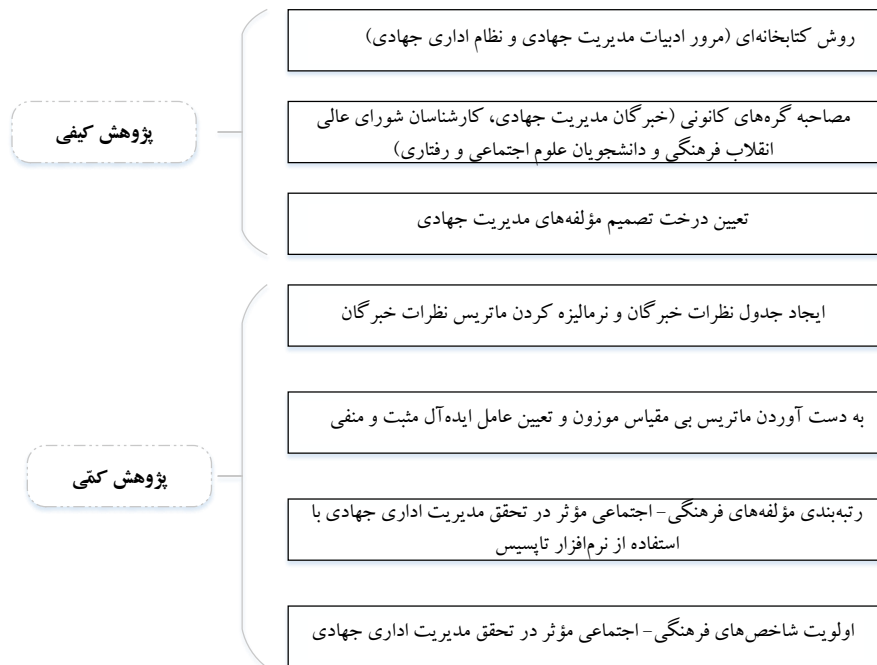 روش کتابخانه‌ای (مرور ادبیات مدیریت جهادی و نظام اداری جهادی)
پژوهش کیفی
مصاحبه گره‌های کانونی (خبرگان مدیریت جهادی، کارشناسان شورای عالی
انقلاب فرهنگی و دانشجویان علوم اجتماعی و رفتاری)
تعیین درخت تصمیم مؤلفه‌های مدیریت جهادی
ایجاد جدول نظرات خبرگان و نرمالیزه کردن ماتریس نظرات خبرگان
به دست آوردن ماتریس بی مقیاس موزون و تعیین عامل ایده‌آل مثبت و منفی
پژوهش کمّی
رتبه‌بندی مؤلفه‌های فرهنگی- اجتماعی مؤثر در تحقق مدیریت اداری جهادی با
استفاده از نرم‌افزار تاپسیس
اولویت شاخص‌های فرهنگی- اجتماعی مؤثر در تحقق مدیریت اداری جهادی